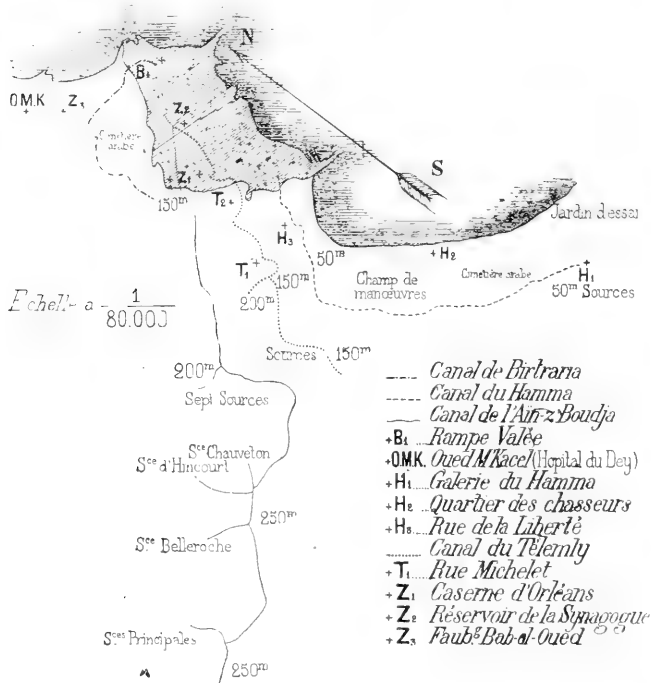 N
B₁
O.M.K Z₃
Z₂
Cimetière arabe
S
Z₁
150ᵐ T₂
Jardin d'essai
H₃
50ᵐ H₂
T₁
150ᵐ Champ de manœuvres Cimetière arabe H₁
200ᵐ 50ᵐ Sources
Echelle a 1/80.000
Sources 150ᵐ
200ᵐ
Sept Sources
Canal de Birtraria
Canal du Hamma
Canal de l'Aïn-z'Boudja
+B₁ Rampe Valée
+O.M.K. Oued M'Kacel (Hopital du Dey)
+H₁ Galerie du Hamma
+H₂ Quartier des chasseurs
+H₃ Rue de la Liberté
Canal du Télemly
+T₁ Rue Michelet
+Z₁ Caserne d'Orléans
+Z₂ Réservoir de la Synagogue
+Z₃ Faubᵍ Bab-el-Oued
Sᶜᵉ Chauveton
Sᶜᵉ d'Hincourt
250ᵐ
Sᶜᵉ Belleroche
Sᶜᵉˢ Principales
250ᵐ